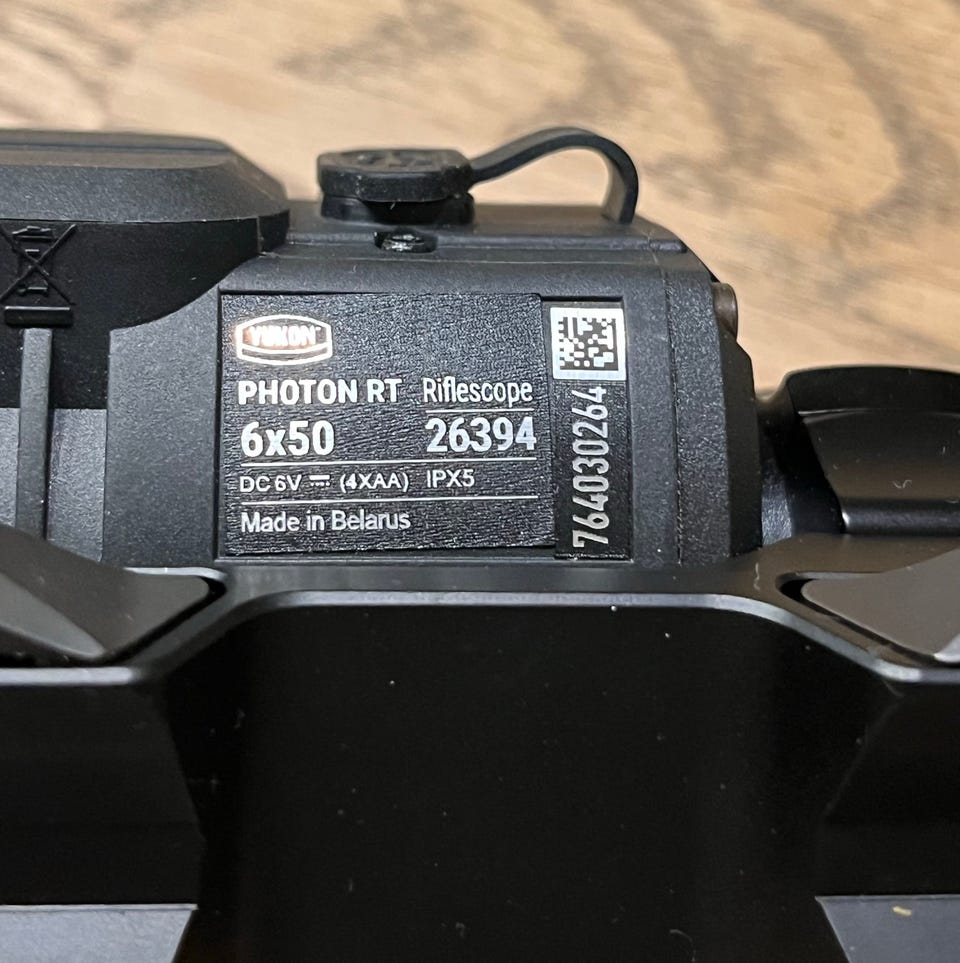 YUKON
PHOTON RT Riflescope
6x50 26394
DC 6V ⎓ (4XAA) IPX5
Made in Belarus
764030264